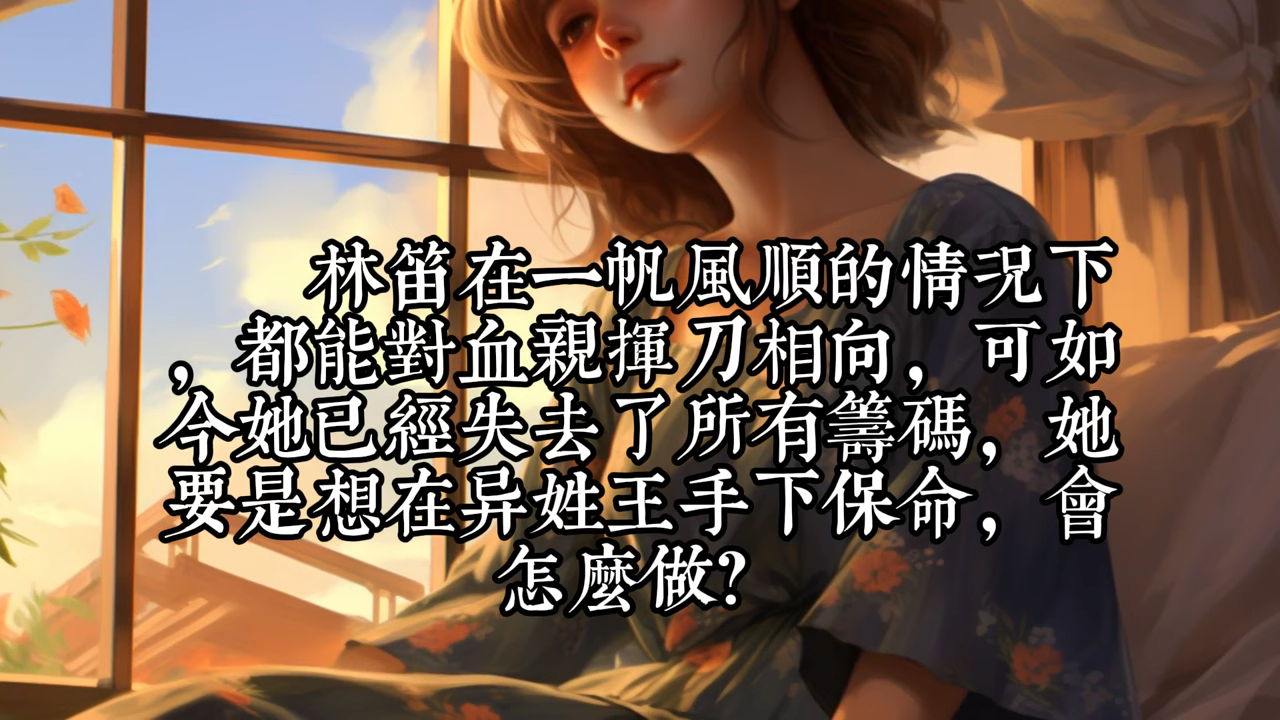 林笛在一帆風順的情況下
，都能對血親揮刀相向，可如
今她已經失去了所有籌碼，她
要是想在异姓王手下保命，會
怎麼做？